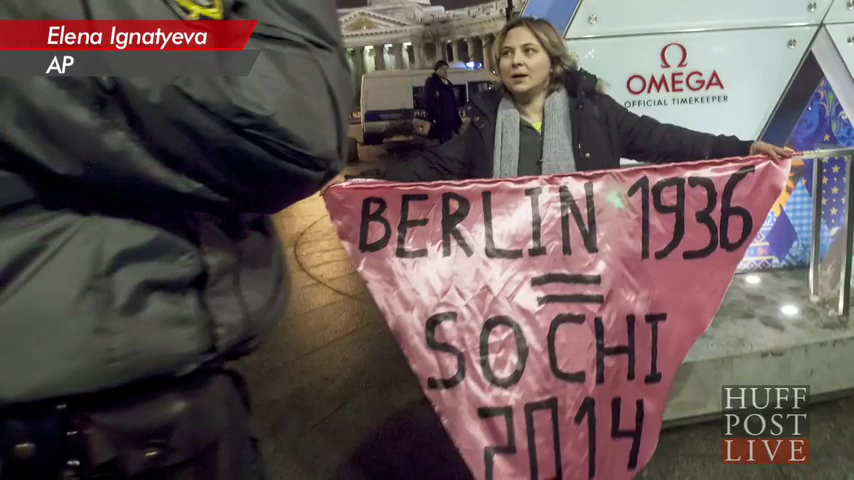 Elena Ignatyeva
AP
Ω
OMEGA
OFFICIAL TIMEKEEPER
BERLIN 1936
=
SOCHI
2014
HUFF
POST
LIVE